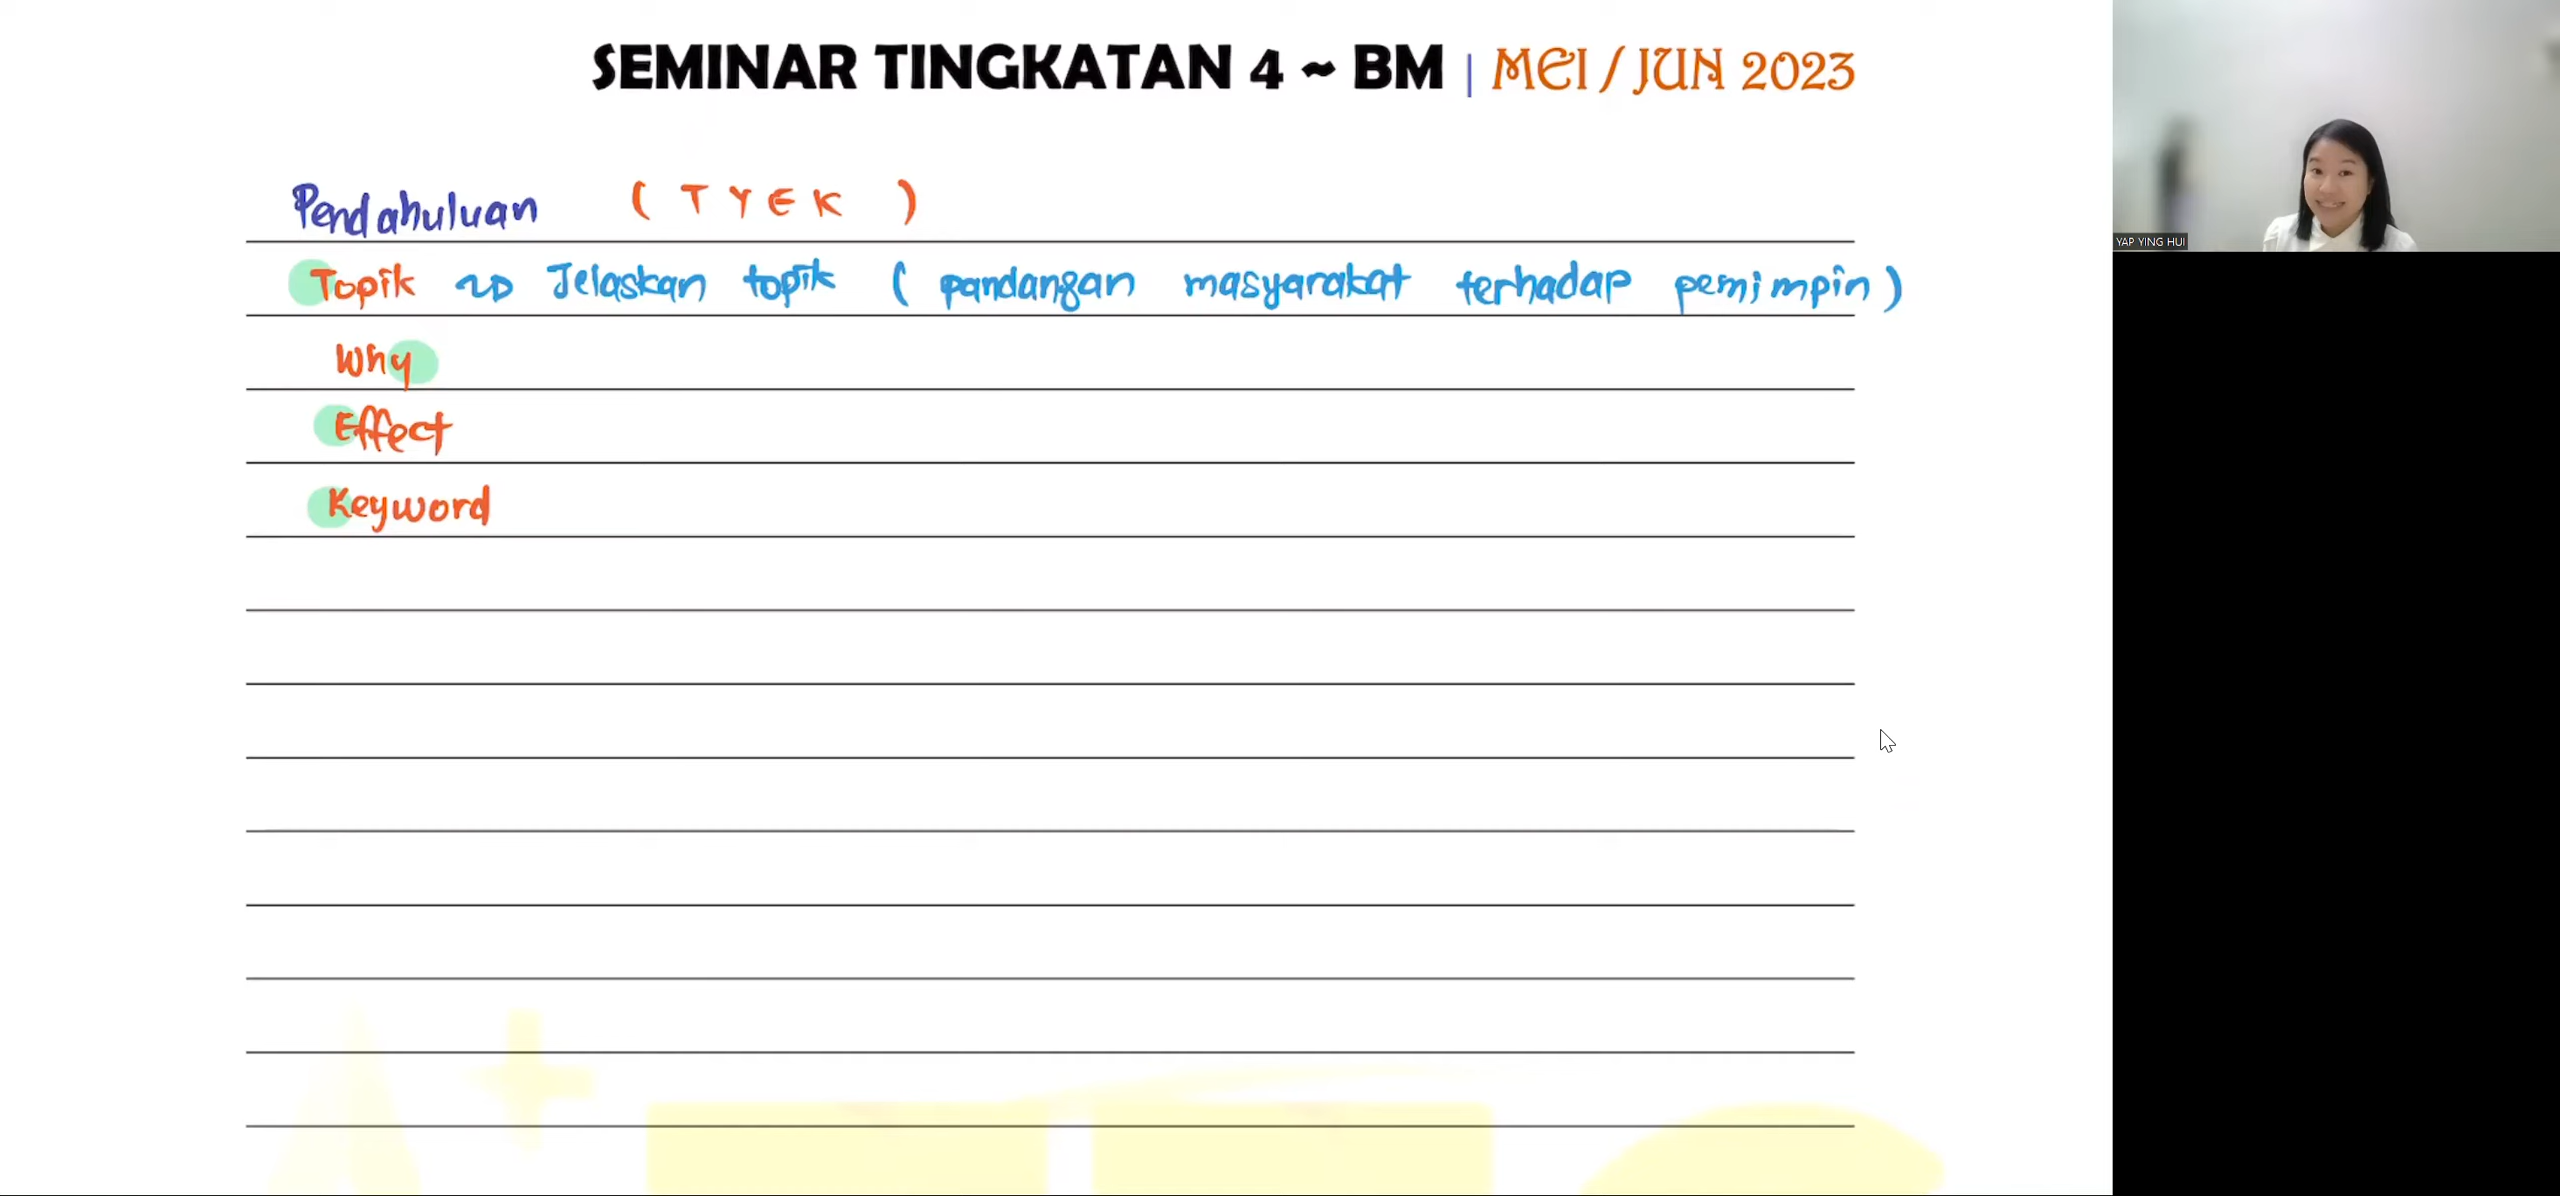 SEMINAR TINGKATAN 4 ~ BM | MEI / JUN 2023
Pendahuluan ( T Y E K )
Topik ~> Jelaskan topik ( pandangan masyarakat terhadap pemimpin )
Why
Effect
Keyword
YAP YING HUI
A+